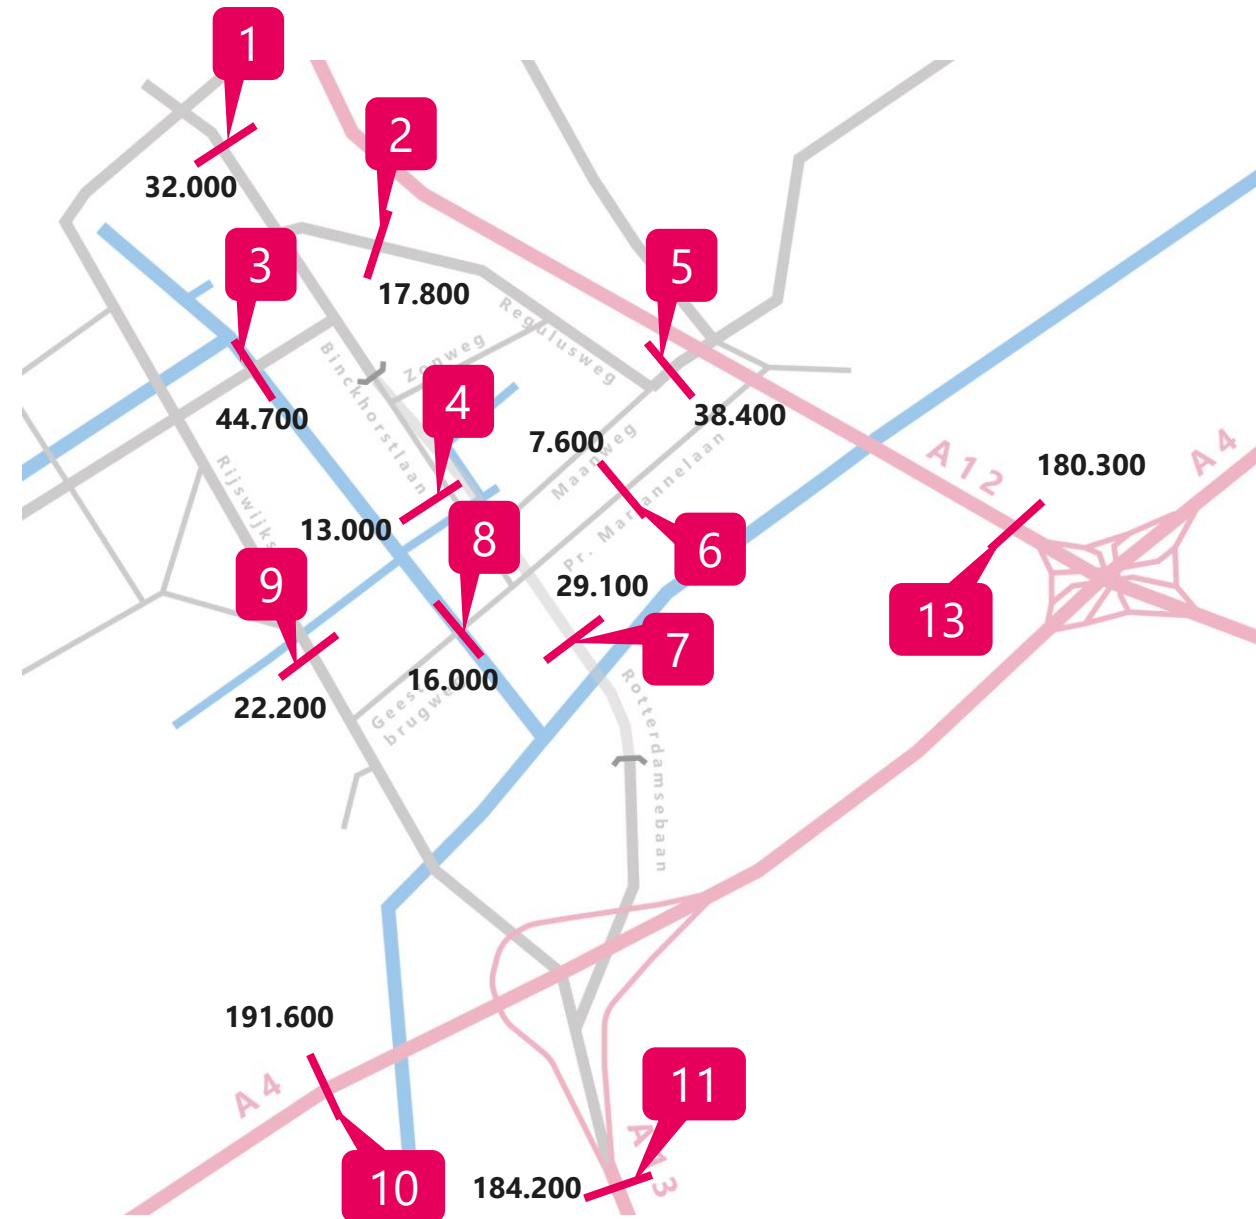 1
32.000
2
17.800
3
44.700
Regulusweg
Zonweg
Binckhorstlaan
5
38.400
4
13.000
7.600
Maanweg
Pr. Mariannelaan
6
8
16.000
Rijswijks
9
22.200
Geest
brugwe
29.100
7
Rotterdamsebaan
A12
180.300
A4
13
191.600
A4
10
11
184.200
A13